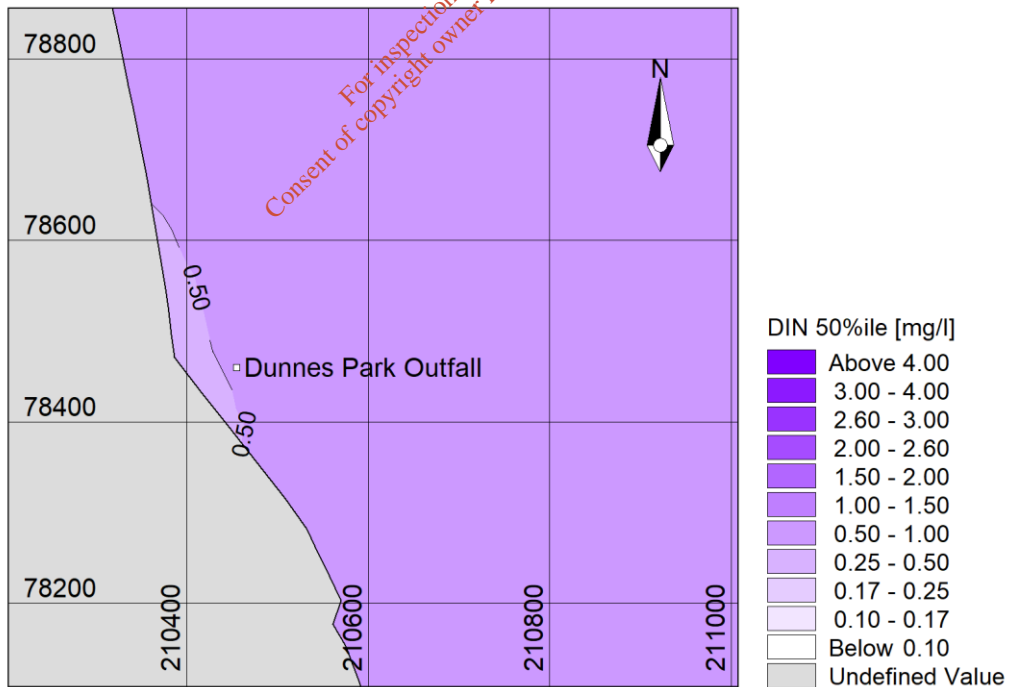 For inspection
Consent of copyright owner
N
78800
78600
78400
78200
0.50
Dunnes Park Outfall
0.50
210400
210600
210800
211000
DIN 50%ile [mg/l]
Above 4.00
3.00 - 4.00
2.60 - 3.00
2.00 - 2.60
1.50 - 2.00
1.00 - 1.50
0.50 - 1.00
0.25 - 0.50
0.17 - 0.25
0.10 - 0.17
Below 0.10
Undefined Value